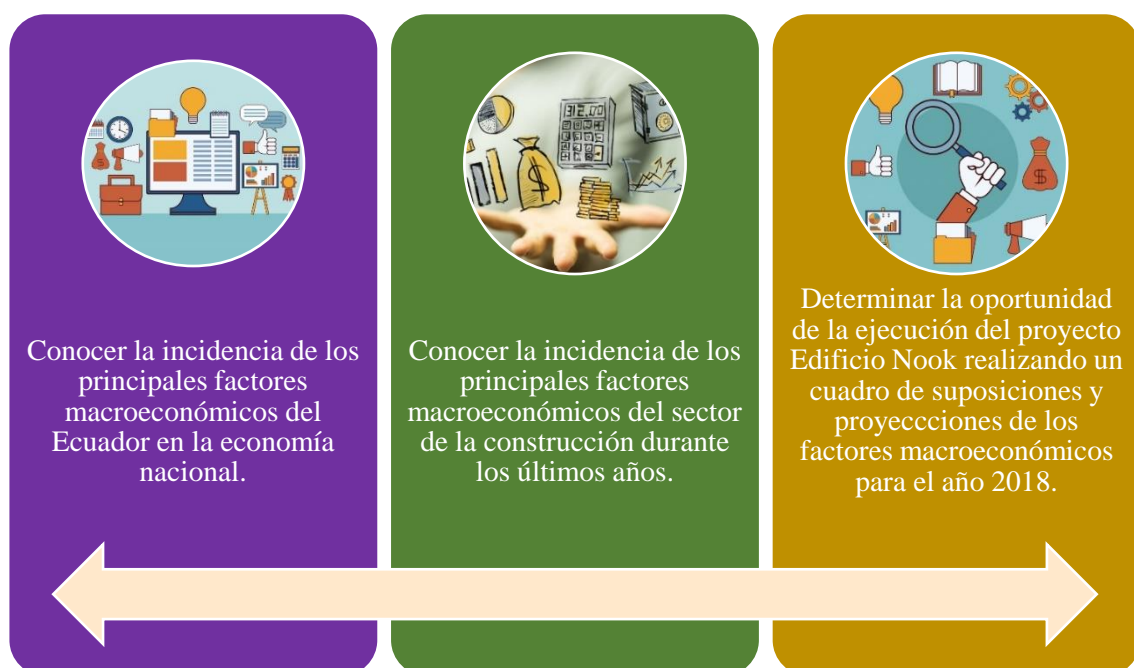 Conocer la incidencia de los
principales factores
macroeconómicos del
Ecuador en la economía
nacional.
312.00
Conocer la incidencia de los
principales factores
macroeconómicos del sector
de la construcción durante
los últimos años.
Determinar la oportunidad
de la ejecución del proyecto
Edificio Nook realizando un
cuadro de suposiciones y
proyeccciones de los
factores macroeconómicos
para el año 2018.